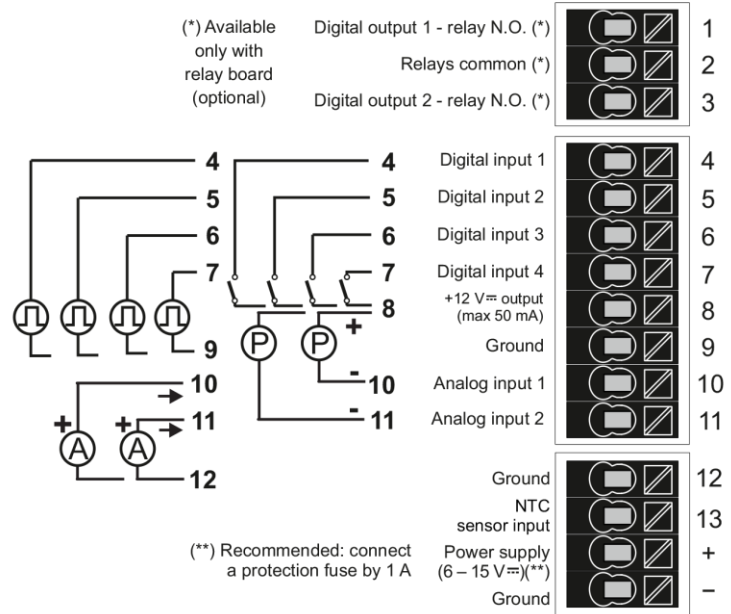 (*) Available
only with
relay board
(optional)
Digital output 1 - relay N.O. (*)
1
Relays common (*)
2
Digital output 2 - relay N.O. (*)
3
4
4
Digital input 1
4
5
5
Digital input 2
5
6
6
Digital input 3
6
7
7
Digital input 4
7
8
+12 V⎓ output
(max 50 mA)
8
P
P
+
9
Ground
9
10
-
10
Analog input 1
10
11
-
11
Analog input 2
11
+
A
+
A
12
Ground
12
NTC
sensor input
13
(**) Recommended: connect
a protection fuse by 1 A
Power supply
(6 – 15 V⎓)(**)
+
Ground
–